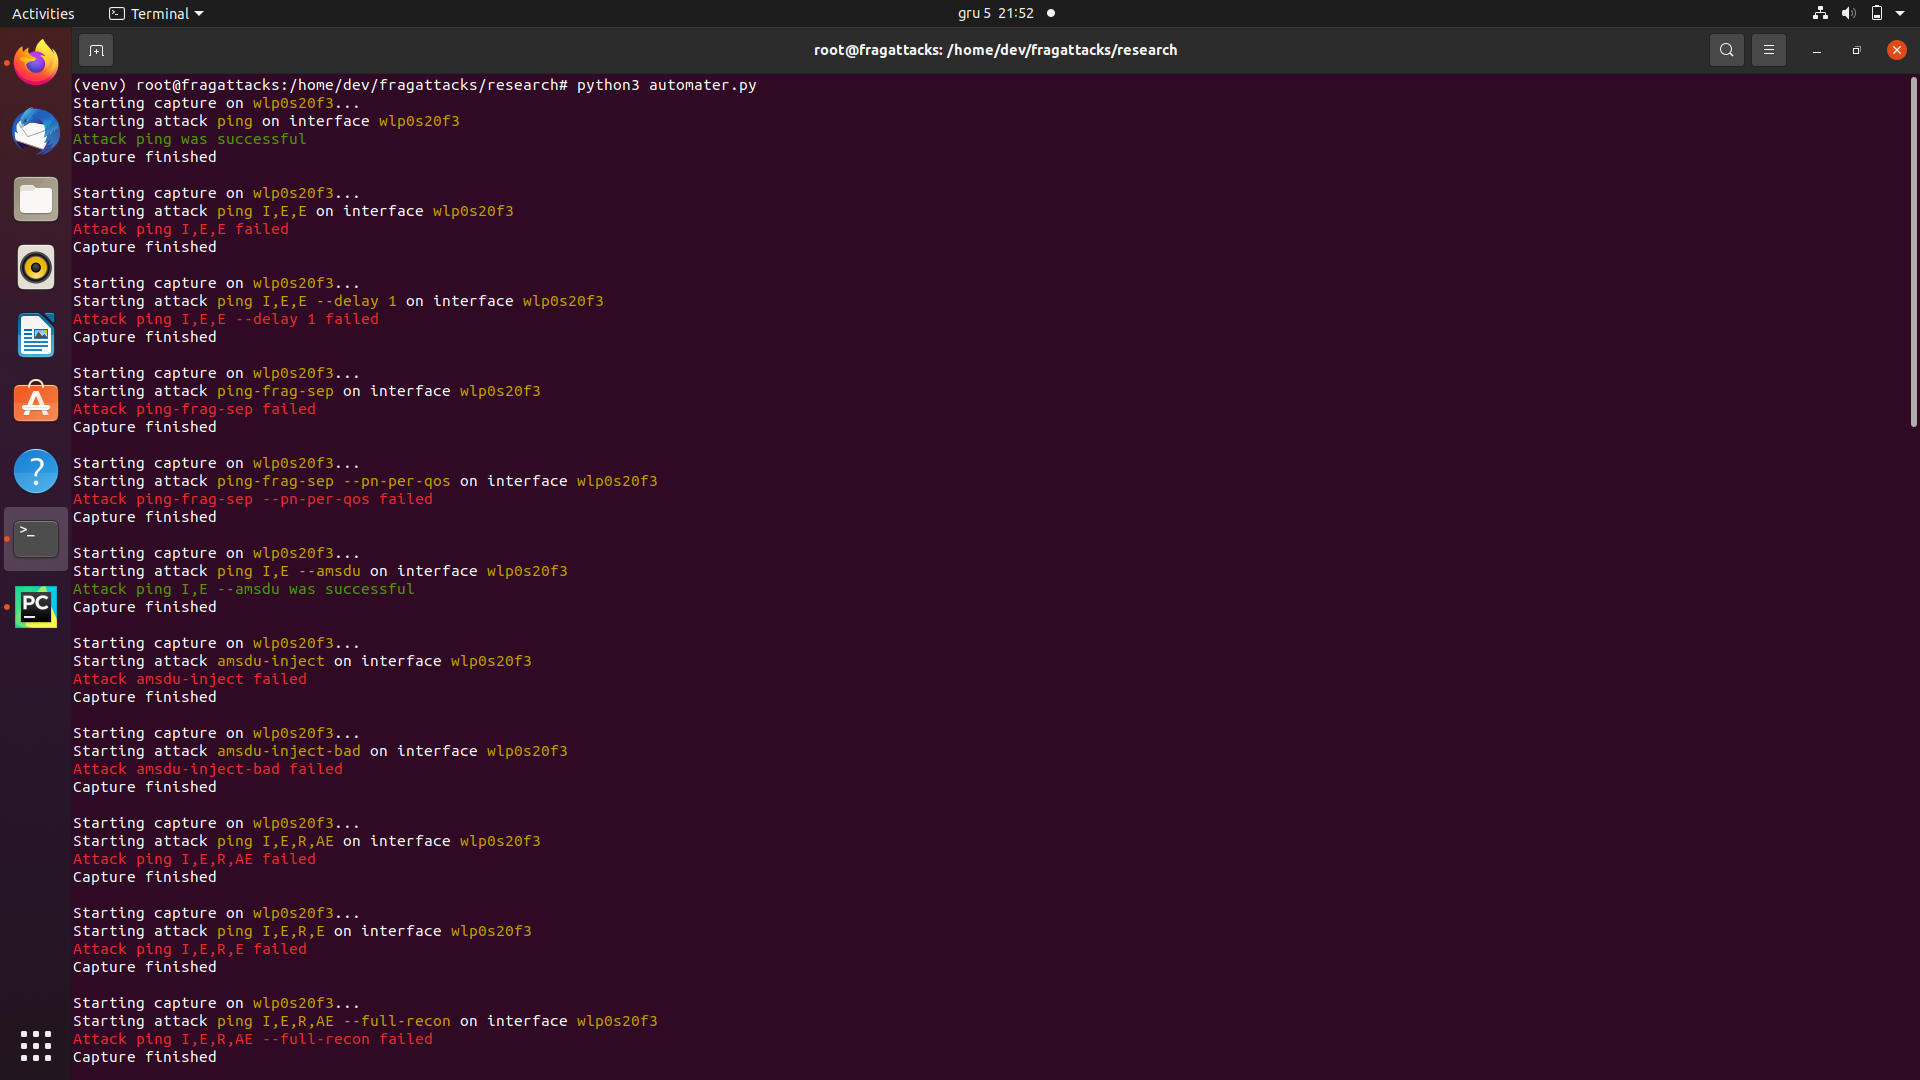 Activities
Terminal
gru 5 21:52
root@fragattacks: /home/dev/fragattacks/research
(venv) root@fragattacks:/home/dev/fragattacks/research# python3 automater.py
Starting capture on wlp0s20f3...
Starting attack ping on interface wlp0s20f3
Attack ping was successful
Capture finished
Starting capture on wlp0s20f3...
Starting attack ping I,E,E on interface wlp0s20f3
Attack ping I,E,E failed
Capture finished
Starting capture on wlp0s20f3...
Starting attack ping I,E,E --delay 1 on interface wlp0s20f3
Attack ping I,E,E --delay 1 failed
Capture finished
Starting capture on wlp0s20f3...
Starting attack ping-frag-sep on interface wlp0s20f3
Attack ping-frag-sep failed
Capture finished
Starting capture on wlp0s20f3...
Starting attack ping-frag-sep --pn-per-qos on interface wlp0s20f3
Attack ping-frag-sep --pn-per-qos failed
Capture finished
Starting capture on wlp0s20f3...
Starting attack ping I,E --amsdu on interface wlp0s20f3
Attack ping I,E --amsdu was successful
Capture finished
Starting capture on wlp0s20f3...
Starting attack amsdu-inject on interface wlp0s20f3
Attack amsdu-inject failed
Capture finished
Starting capture on wlp0s20f3...
Starting attack amsdu-inject-bad on interface wlp0s20f3
Attack amsdu-inject-bad failed
Capture finished
Starting capture on wlp0s20f3...
Starting attack ping I,E,R,AE on interface wlp0s20f3
Attack ping I,E,R,AE failed
Capture finished
Starting capture on wlp0s20f3...
Starting attack ping I,E,R,E on interface wlp0s20f3
Attack ping I,E,R,E failed
Capture finished
Starting capture on wlp0s20f3...
Starting attack ping I,E,R,AE --full-recon on interface wlp0s20f3
Attack ping I,E,R,AE --full-recon failed
Capture finished
>_
PC